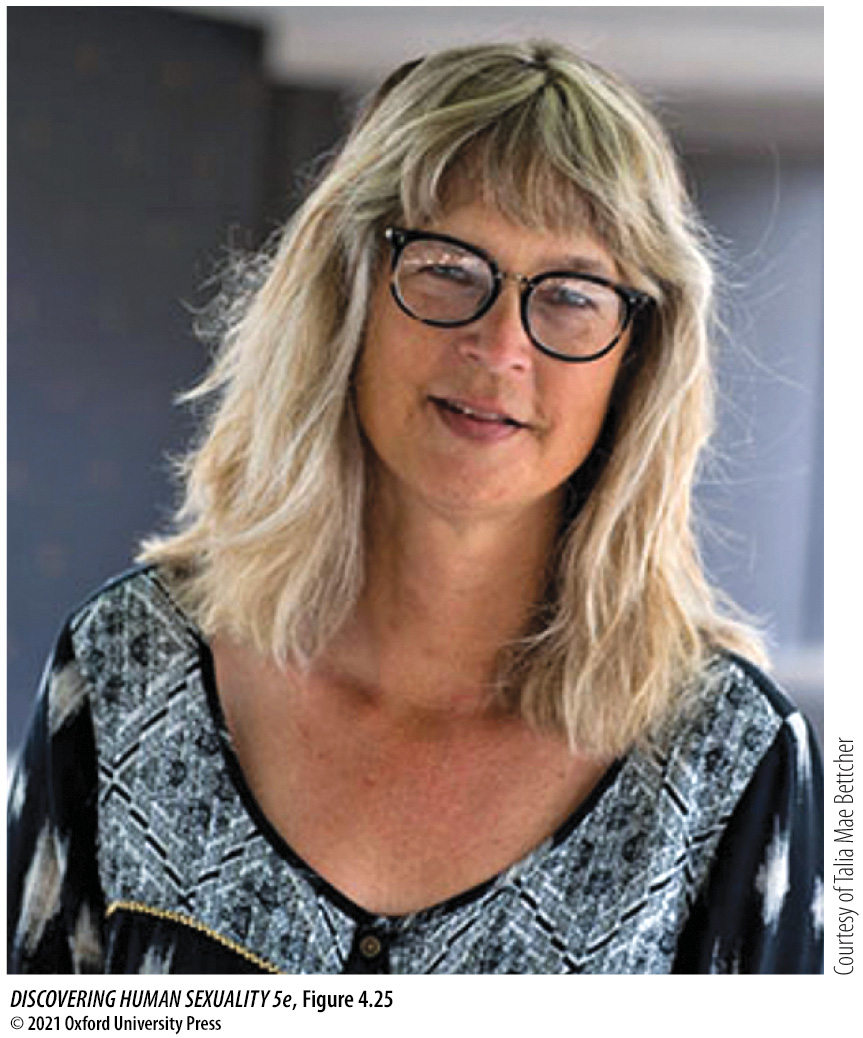 Courtesy of Talia Mae Bettcher
DISCOVERING HUMAN SEXUALITY 5e, Figure 4.25
© 2021 Oxford University Press